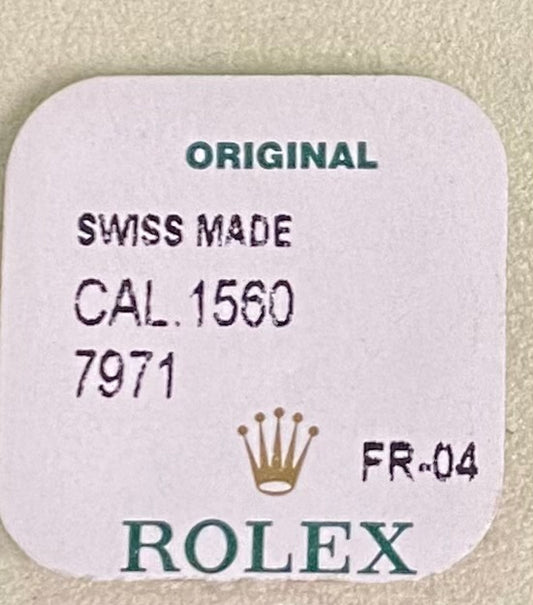 ORIGINAL
SWISS MADE
CAL.1560
7971
FR-04
ROLEX